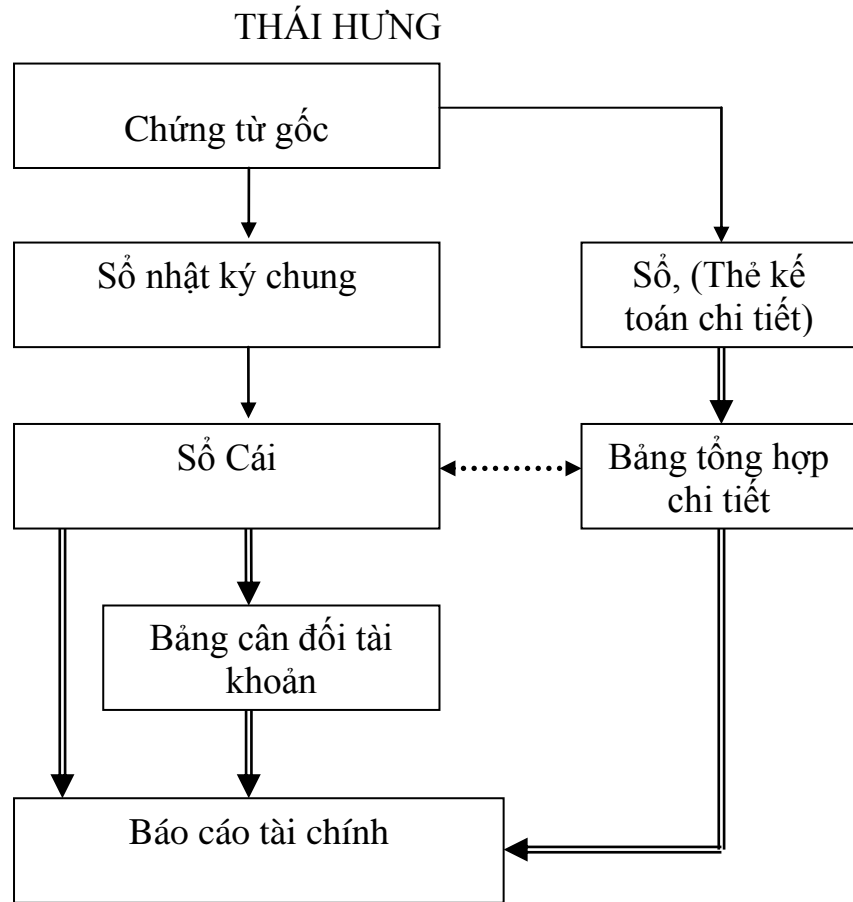 THÁI HƯNG
Chứng từ gốc
Sổ nhật ký chung
Sổ, (Thẻ kế
toán chi tiết)
Sổ Cái
Bảng tổng hợp
chi tiết
Bảng cân đối tài
khoản
Báo cáo tài chính